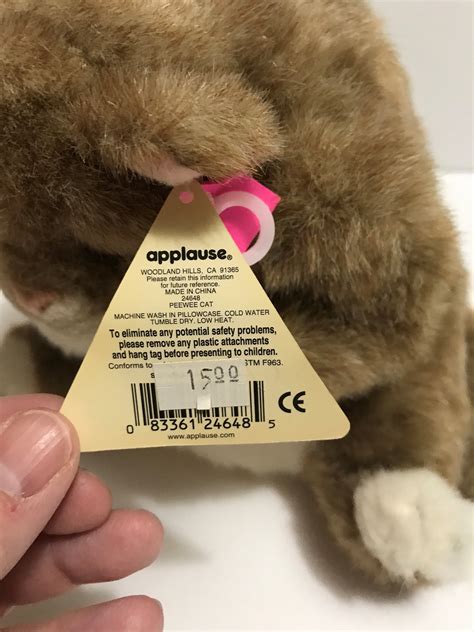 applause®
WOODLAND HILLS, CA 91365
Please retain this information
for future reference.
MADE IN CHINA
24648
PEEWEE CAT
MACHINE WASH IN PILLOWCASE. COLD WATER
TUMBLE DRY. LOW HEAT.
To eliminate any potential safety problems,
please remove any plastic attachments
and hang tag before presenting to children.
Conforms to STM F963.
15.00
CE
0 83361 24648 5
www.applause.com